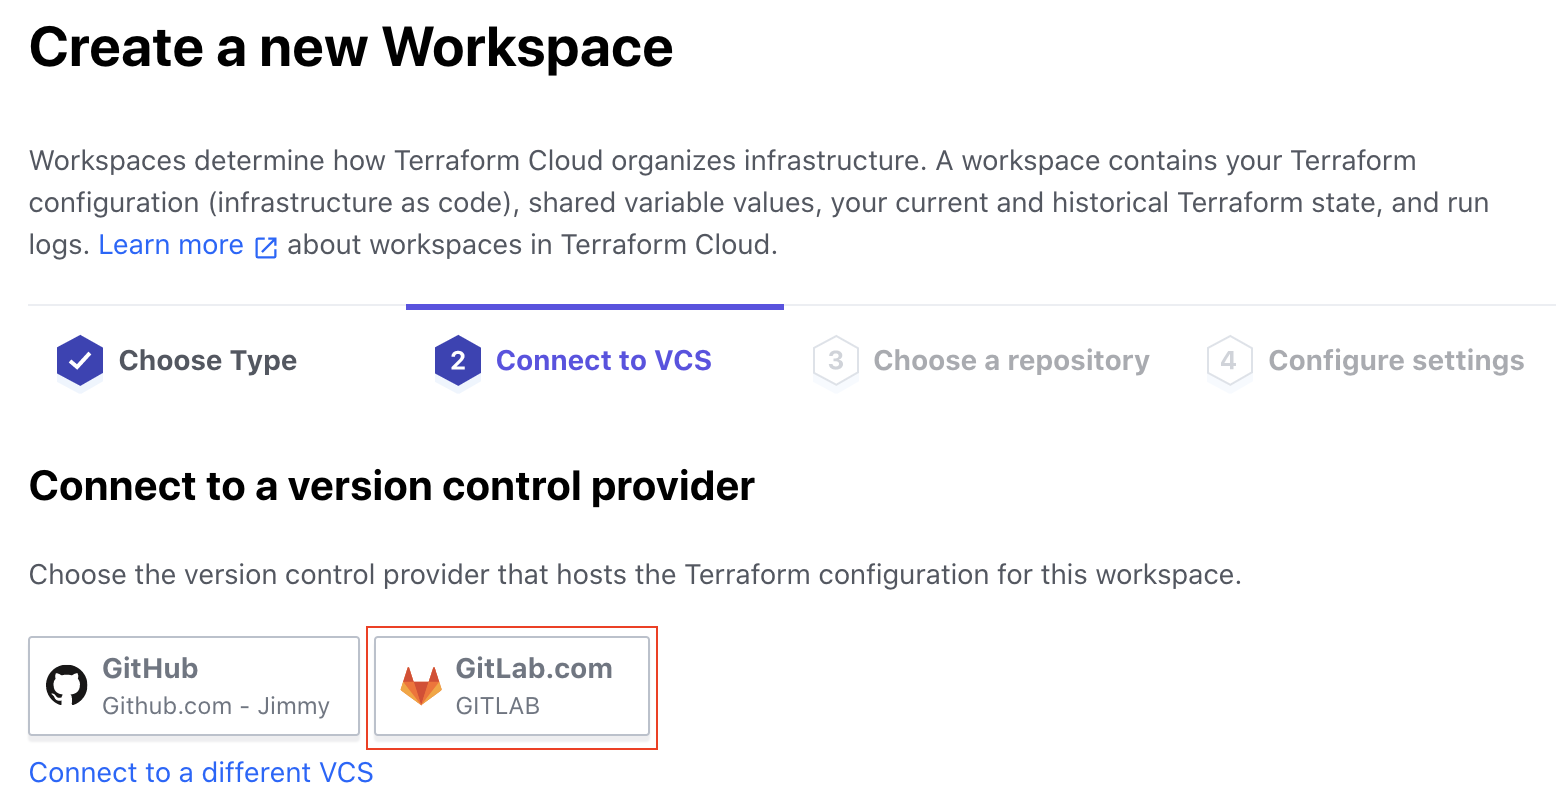 Create a new Workspace
Workspaces determine how Terraform Cloud organizes infrastructure. A workspace contains your Terraform
configuration (infrastructure as code), shared variable values, your current and historical Terraform state, and run
logs. Learn more about workspaces in Terraform Cloud.
Choose Type
2 Connect to VCS
3 Choose a repository
4 Configure settings
Connect to a version control provider
Choose the version control provider that hosts the Terraform configuration for this workspace.
GitHub
Github.com - Jimmy
GitLab.com
GITLAB
Connect to a different VCS